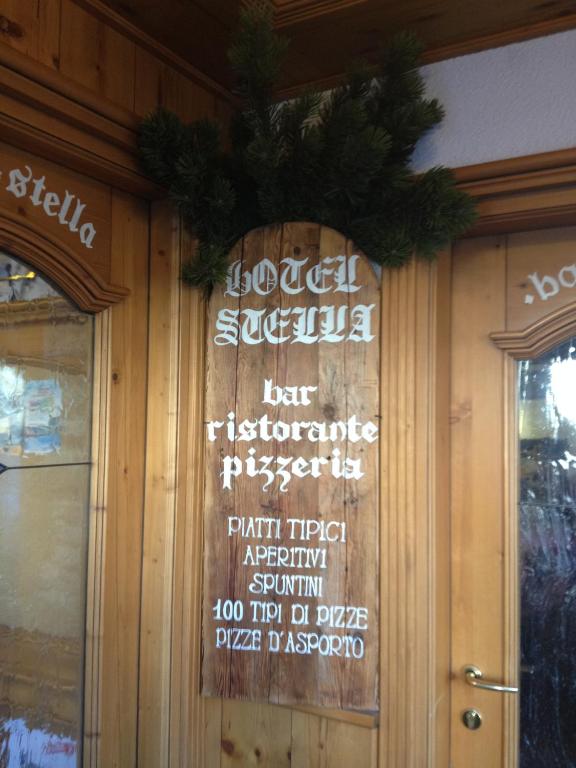 stella
HOTEL
STELLA
bar
ristorante
pizzeria
PIATTI TIPICI
APERITIVI
SPUNTINI
100 TIPI DI PIZZE
PIZZE D'ASPORTO